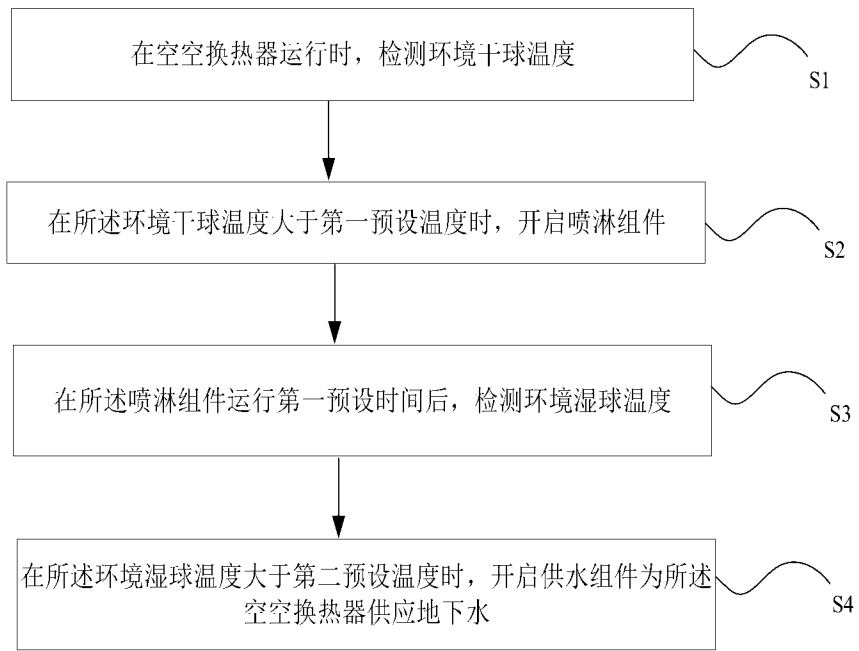 在空空换热器运行时，检测环境干球温度
S1
在所述环境干球温度大于第一预设温度时，开启喷淋组件
S2
在所述喷淋组件运行第一预设时间后，检测环境湿球温度
S3
在所述环境湿球温度大于第二预设温度时，开启供水组件为所述
空空换热器供应地下水
S4